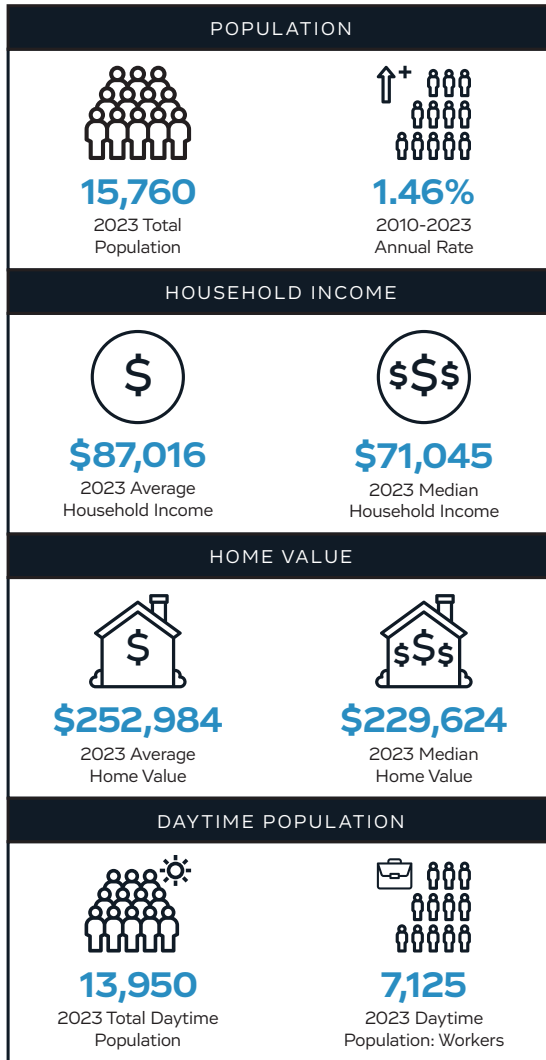 POPULATION
15,760
2023 Total
Population
1.46%
2010-2023
Annual Rate
HOUSEHOLD INCOME
$
$87,016
2023 Average
Household Income
$$$
$71,045
2023 Median
Household Income
HOME VALUE
$
$252,984
2023 Average
Home Value
$$$
$229,624
2023 Median
Home Value
DAYTIME POPULATION
13,950
2023 Total Daytime
Population
7,125
2023 Daytime
Population: Workers